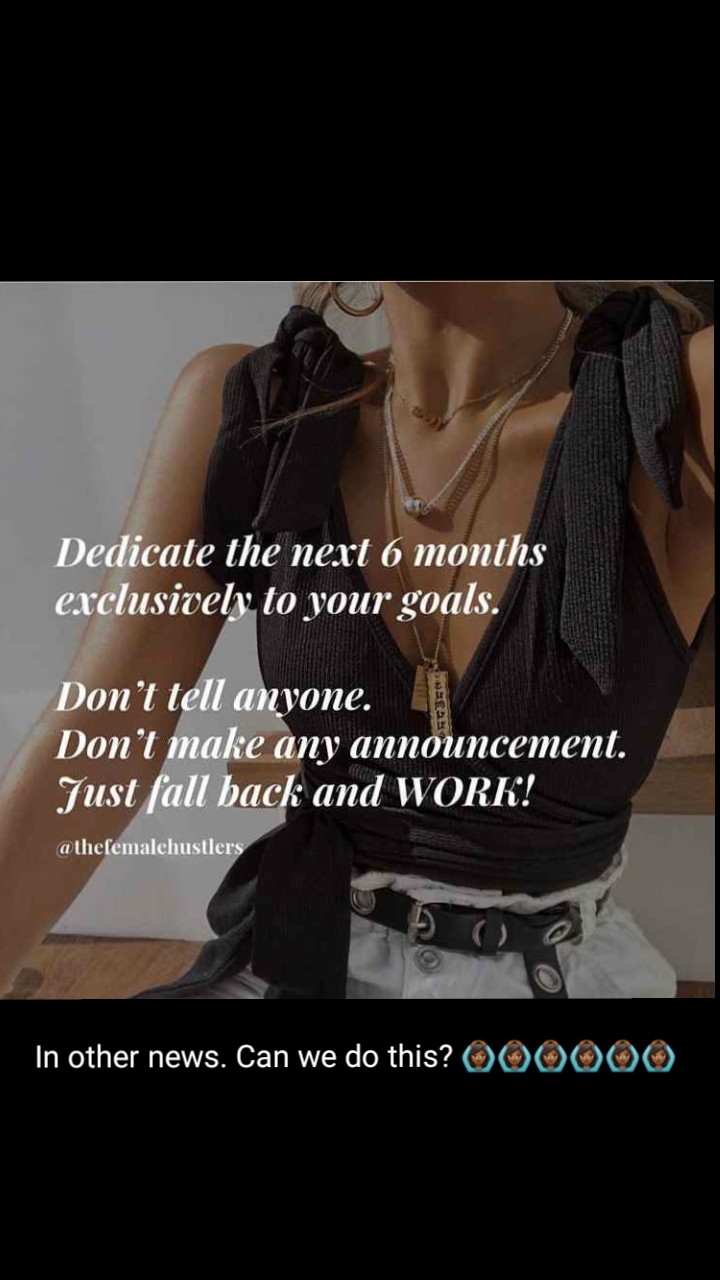 Dedicate the next 6 months
exclusively to your goals.
Don't tell anyone.
Don't make any announcement.
Just fall back and WORK!
@thefemalehustlers
In other news. Can we do this? 🙆🏾‍♀️🙆🏾‍♀️🙆🏾‍♀️🙆🏾‍♀️🙆🏾‍♀️🙆🏾‍♀️